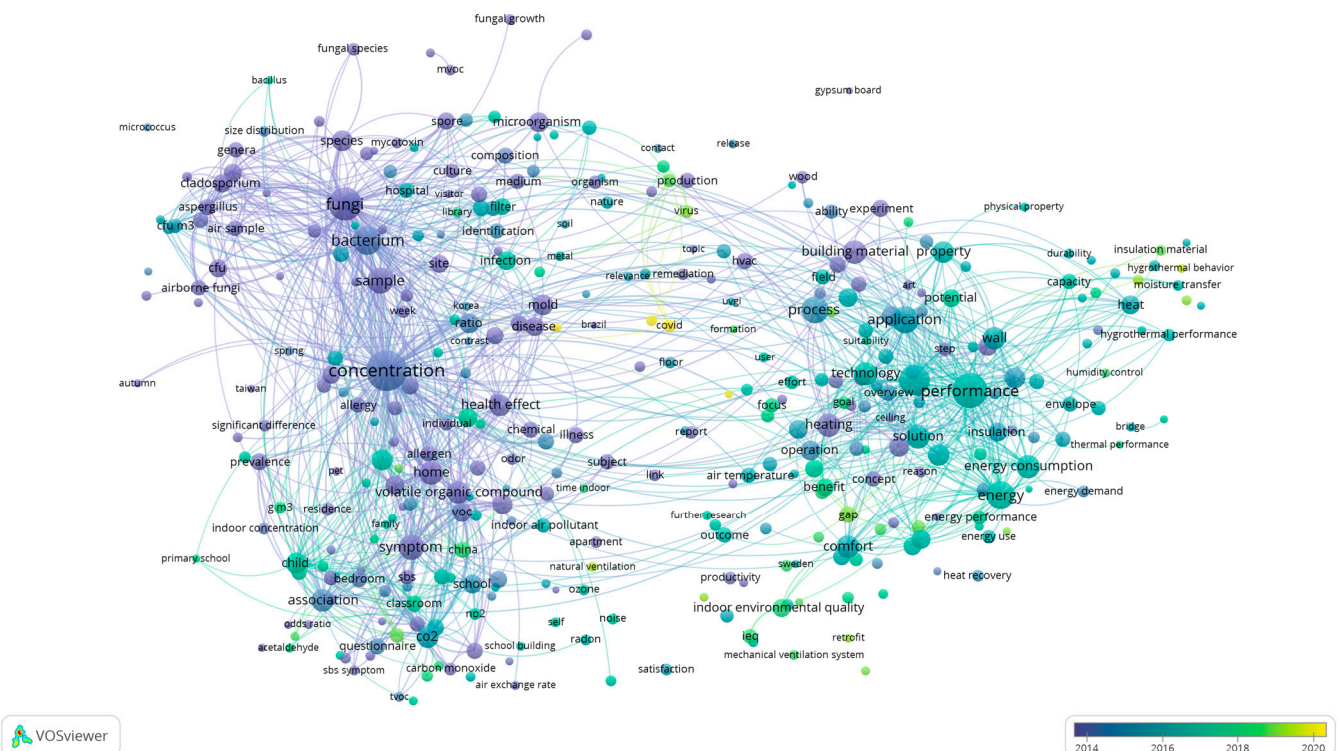 fungal growth
fungal species
mvoc
bacillus
gypsum board
micrococcus
size distribution
spore
microorganism
species
mycotoxin
genera
composition
contact
release
cladosporium
culture
medium
organism
production
wood
hospital
visitor
nature
aspergillus
fungi
library
filter
virus
ability
experiment
physical property
cfu m3
air sample
identification
soil
bacterium
topic
building material
property
durability
insulation material
cfu
site
infection
metal
hvac
hygrothermal behavior
airborne fungi
sample
relevance
remediation
field
art
potential
capacity
moisture transfer
week
korea
mold
uvgi
process
application
heat
ratio
disease
brazil
covid
formation
contrast
suitability
step
wall
hygrothermal performance
spring
concentration
floor
user
technology
humidity control
autumn
taiwan
effort
overview
performance
allergy
health effect
focus
goal
envelope
significant difference
individual
chemical
illness
report
heating
ceiling
solution
insulation
bridge
thermal performance
prevalence
allergen
odor
operation
pet
home
subject
link
air temperature
concept
reason
energy consumption
volatile organic compound
time indoor
benefit
energy
energy demand
g m3
residence
voc
further research
gap
energy performance
indoor concentration
family
indoor air pollutant
outcome
energy use
primary school
symptom
china
apartment
comfort
child
natural ventilation
sweden
bedroom
sbs
school
productivity
heat recovery
association
classroom
ozone
no2
indoor environmental quality
odds ratio
self
noise
acetaldehyde
questionnaire
co2
school building
radon
ieq
retrofit
mechanical ventilation system
sbs symptom
carbon monoxide
satisfaction
air exchange rate
tvoc
VOSviewer
2014
2016
2018
2020